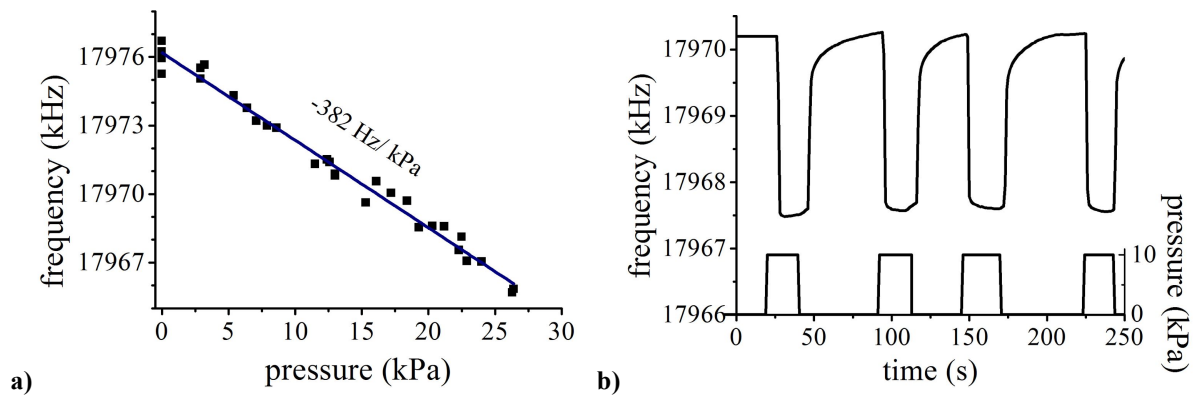 17976
17973
17970
17967
frequency (kHz)
-382 Hz/ kPa
0 5 10 15 20 25 30
pressure (kPa)
a)
17970
17969
17968
17967
17966
frequency (kHz)
10
0
pressure (kPa)
0 50 100 150 200 250
time (s)
b)